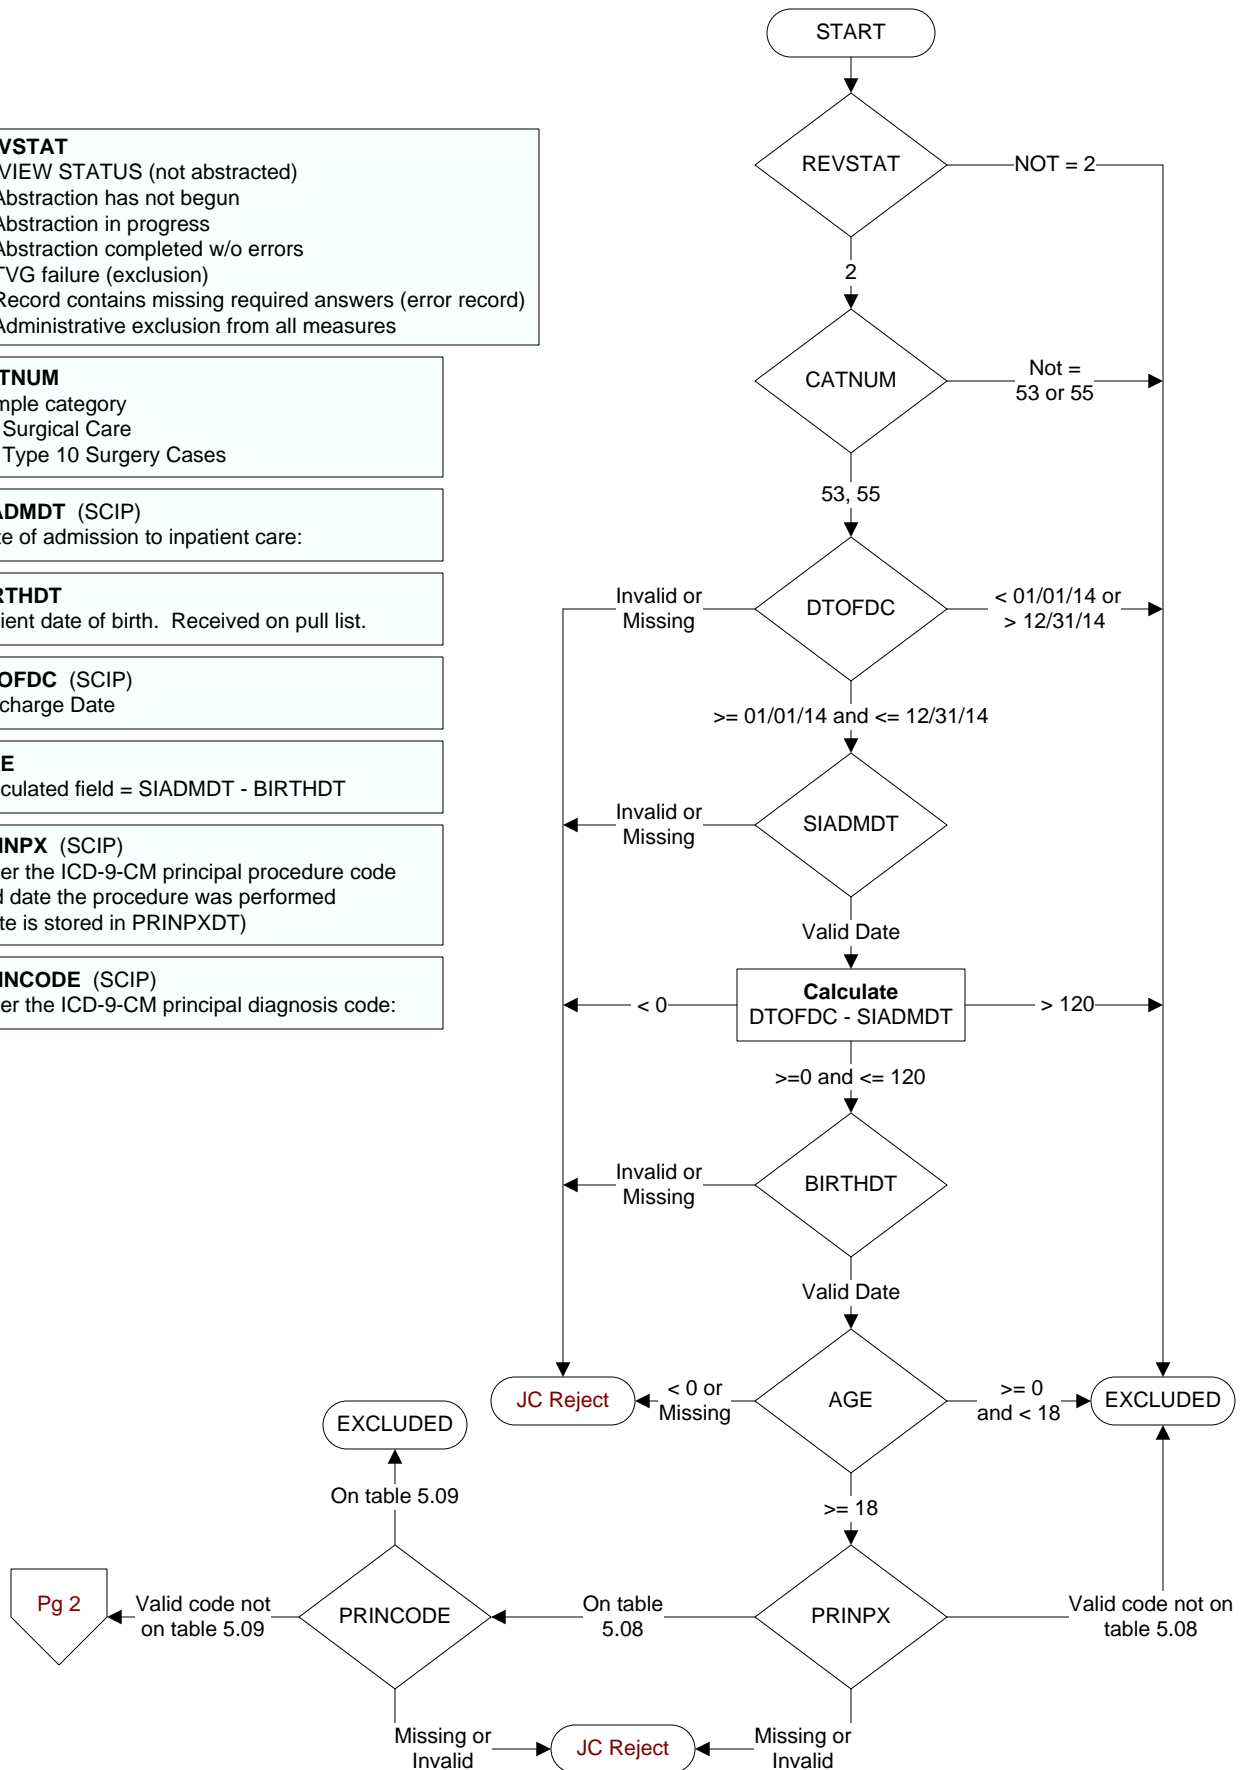 START
REVSTAT
NOT = 2
2
CATNUM
Not =
53 or 55
53, 55
DTOFDC
Invalid or
Missing
< 01/01/14 or
> 12/31/14
>= 01/01/14 and <= 12/31/14
SIADMDT
Invalid or
Missing
Valid Date
Calculate
DTOFDC - SIADMDT
< 0
> 120
>=0 and <= 120
BIRTHDT
Invalid or
Missing
Valid Date
AGE
< 0 or
Missing
JC Reject
>= 0
and < 18
EXCLUDED
>= 18
PRINPX
Valid code not on
table 5.08
On table
5.08
Missing or
Invalid
JC Reject
PRINCODE
On table 5.09
EXCLUDED
Valid code not
on table 5.09
Pg 2
Missing or
Invalid
VSTAT
VIEW STATUS (not abstracted)
Abstraction has not begun
Abstraction in progress
Abstraction completed w/o errors
TVG failure (exclusion)
Record contains missing required answers (error record)
Administrative exclusion from all measures
TNUM
mple category
Surgical Care
Type 10 Surgery Cases
ADMDT (SCIP)
te of admission to inpatient care:
RTHDT
tient date of birth. Received on pull list.
OFDC (SCIP)
charge Date
E
culated field = SIADMDT - BIRTHDT
INPX (SCIP)
er the ICD-9-CM principal procedure code
d date the procedure was performed
te is stored in PRINPXDT)
INCODE (SCIP)
er the ICD-9-CM principal diagnosis code: